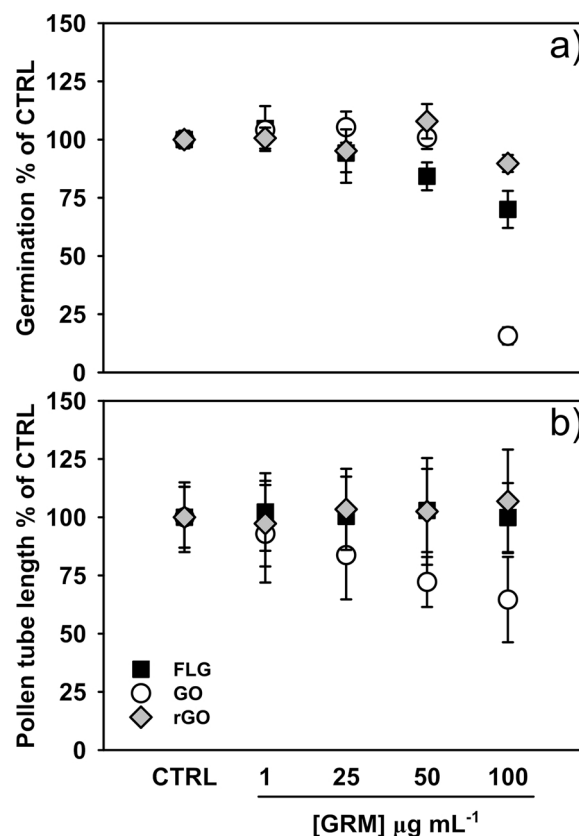 a)
Germination % of CTRL
150
125
100
75
50
25
0
b)
Pollen tube length % of CTRL
150
125
100
75
50
25
0
FLG
GO
rGO
CTRL 1 25 50 100
[GRM] µg mL⁻¹